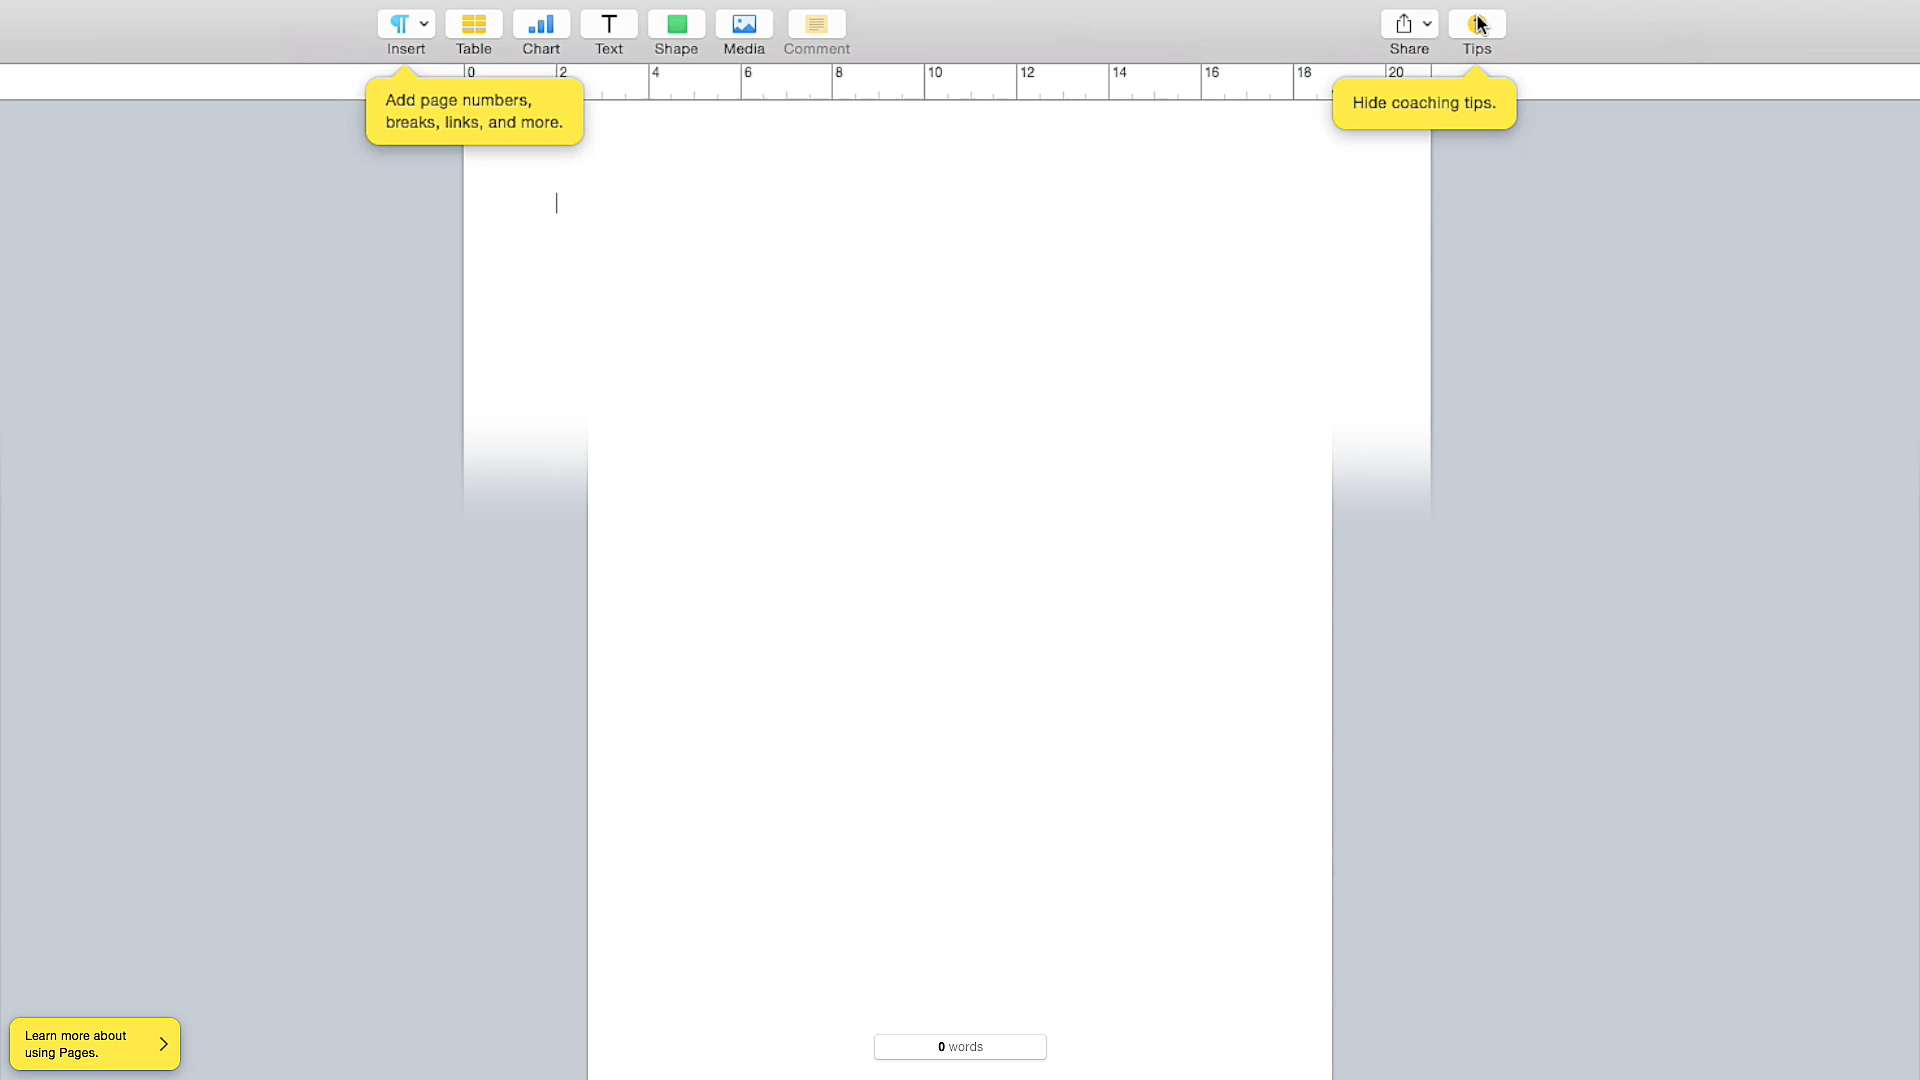 Insert Table Chart Text Shape Media Comment Share Tips
0 2 4 6 8 10 12 14 16 18 20
Add page numbers,
breaks, links, and more.
Hide coaching tips.
Learn more about
using Pages.
0 words